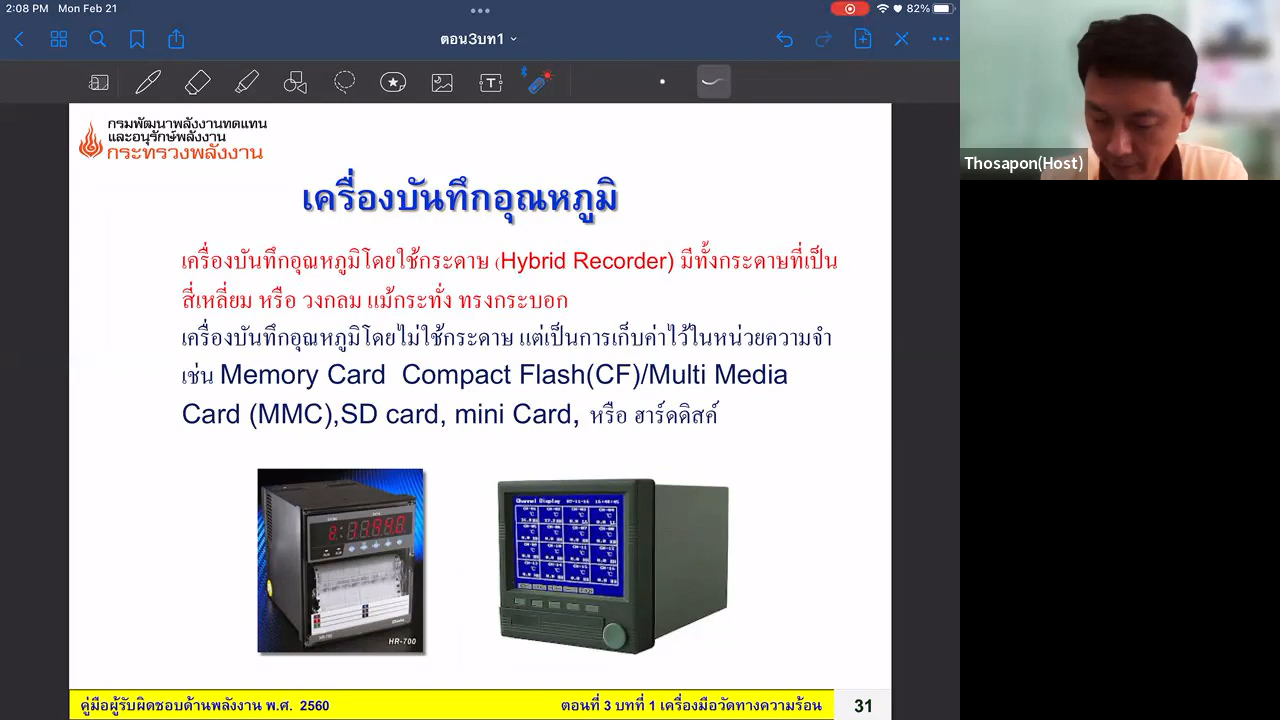 2:08 PM Mon Feb 21
82%
ตอน3บท1
กรมพัฒนาพลังงานทดแทน
และอนุรักษ์พลังงาน
กระทรวงพลังงาน
Thosapon(Host)
เครื่องบันทึกอุณหภูมิ
เครื่องบันทึกอุณหภูมิโดยใช้กระดาษ (Hybrid Recorder) มีทั้งกระดาษที่เป็น
สี่เหลี่ยม หรือ วงกลม แม้กระทั่ง ทรงกระบอก
เครื่องบันทึกอุณหภูมิโดยไม่ใช้กระดาษ แต่เป็นการเก็บค่าไว้ในหน่วยความจำ
เช่น Memory Card Compact Flash(CF)/Multi Media
Card (MMC),SD card, mini Card, หรือ ฮาร์ดดิสค์
Channel Display
HR-700
คู่มือผู้รับผิดชอบด้านพลังงาน พ.ศ. 2560
ตอนที่ 3 บทที่ 1 เครื่องมือวัดทางความร้อน
31